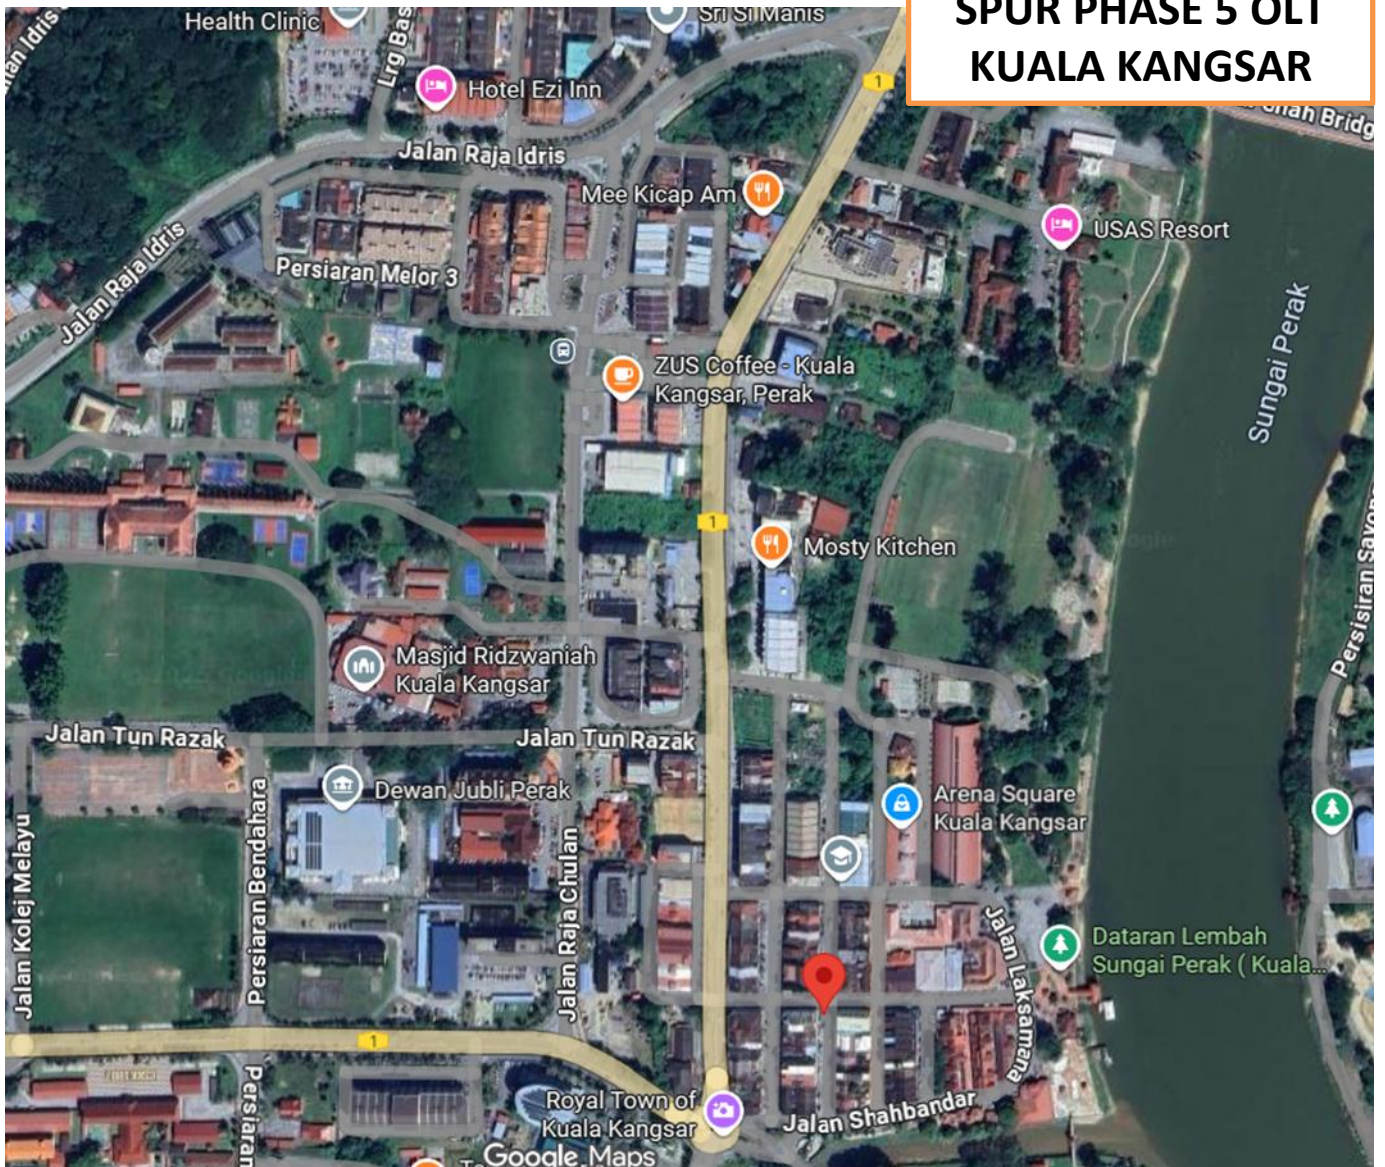 SPUR PHASE 5 OLT
KUALA KANGSAR
Health Clinic
Sri Si Manis
Lrg Bas
Hotel Ezi Inn
1
Jalan Raja Idris
Mee Kicap Am
USAS Resort
Jalan Raja Idris
Persiaran Melor 3
Sungai Perak
ZUS Coffee - Kuala
Kangsar, Perak
1
Mosty Kitchen
Masjid Ridzwaniah
Kuala Kangsar
Jalan Tun Razak
Jalan Tun Razak
Dewan Jubli Perak
Arena Square
Kuala Kangsar
Jalan Kolej Melayu
Persiaran Bendahara
Jalan Raja Chulan
Jalan Laksamana
Dataran Lembah
Sungai Perak ( Kuala...
1
Persiaran
Royal Town of
Kuala Kangsar
Jalan Shahbandar
Google Maps